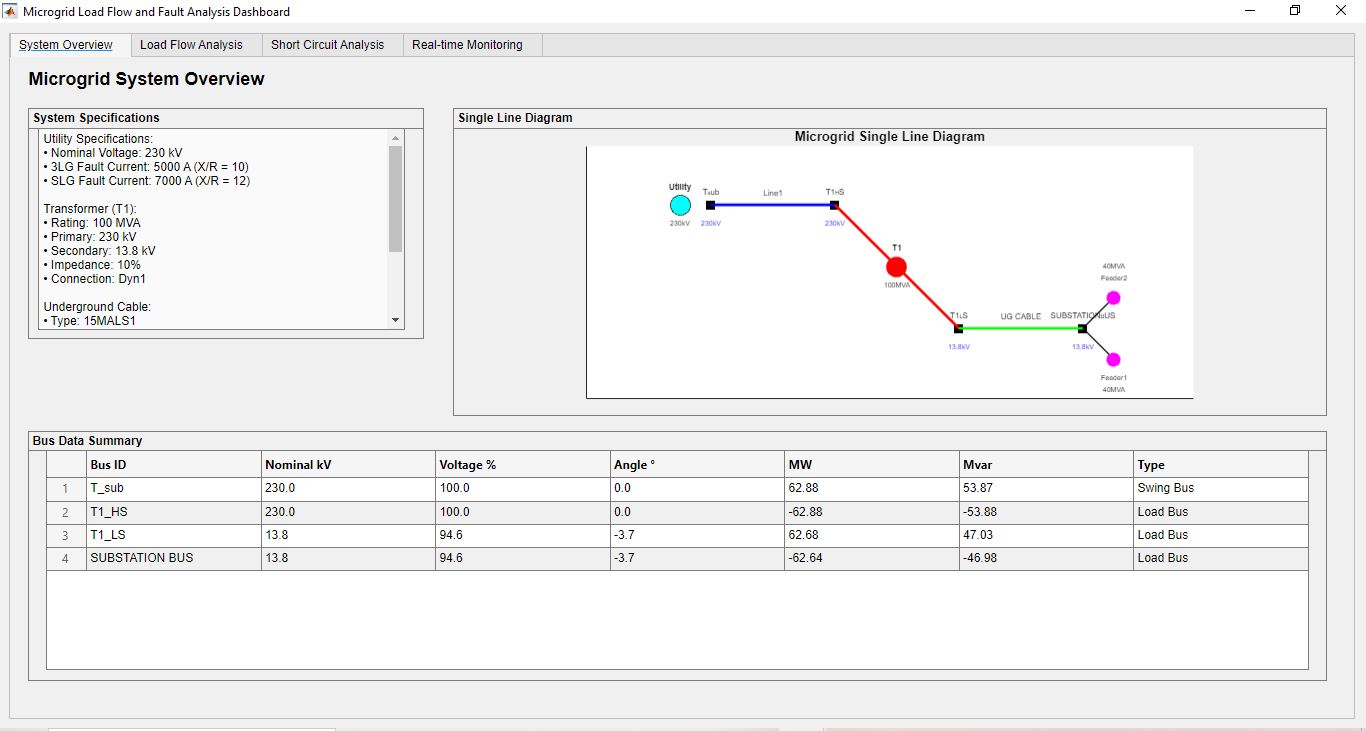 Microgrid Load Flow and Fault Analysis Dashboard
System Overview
Load Flow Analysis
Short Circuit Analysis
Real-time Monitoring
Microgrid System Overview
System Specifications
Utility Specifications:
• Nominal Voltage: 230 kV
• 3LG Fault Current: 5000 A (X/R = 10)
• SLG Fault Current: 7000 A (X/R = 12)
Transformer (T1):
• Rating: 100 MVA
• Primary: 230 kV
• Secondary: 13.8 kV
• Impedance: 10%
• Connection: Dyn1
Underground Cable:
• Type: 15MALS1
Single Line Diagram
Microgrid Single Line Diagram
Utility
230kV
Tsub
230kV
Line1
T1HS
230kV
T1
100MVA
T1LS
13.8kV
UG CABLE
SUBSTATIONBUS
13.8kV
40MVA
Feeder2
Feeder1
40MVA
Bus Data Summary
Bus ID Nominal kV Voltage % Angle ° MW Mvar Type
1 T_sub 230.0 100.0 0.0 62.88 53.87 Swing Bus
2 T1_HS 230.0 100.0 0.0 -62.88 -53.88 Load Bus
3 T1_LS 13.8 94.6 -3.7 62.68 47.03 Load Bus
4 SUBSTATION BUS 13.8 94.6 -3.7 -62.64 -46.98 Load Bus